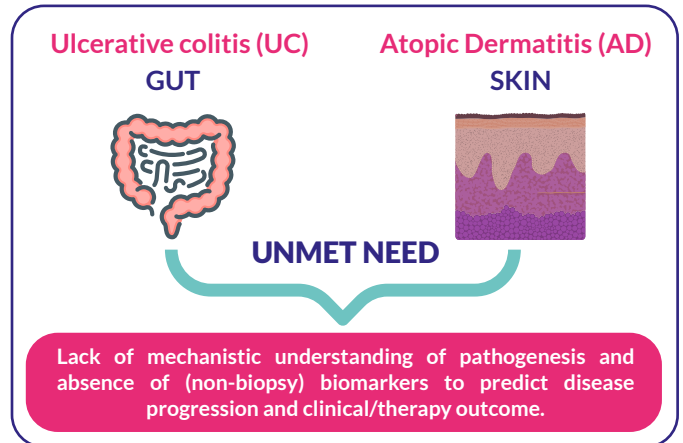 Ulcerative colitis (UC)
GUT
Atopic Dermatitis (AD)
SKIN
UNMET NEED
Lack of mechanistic understanding of pathogenesis and
absence of (non-biopsy) biomarkers to predict disease
progression and clinical/therapy outcome.